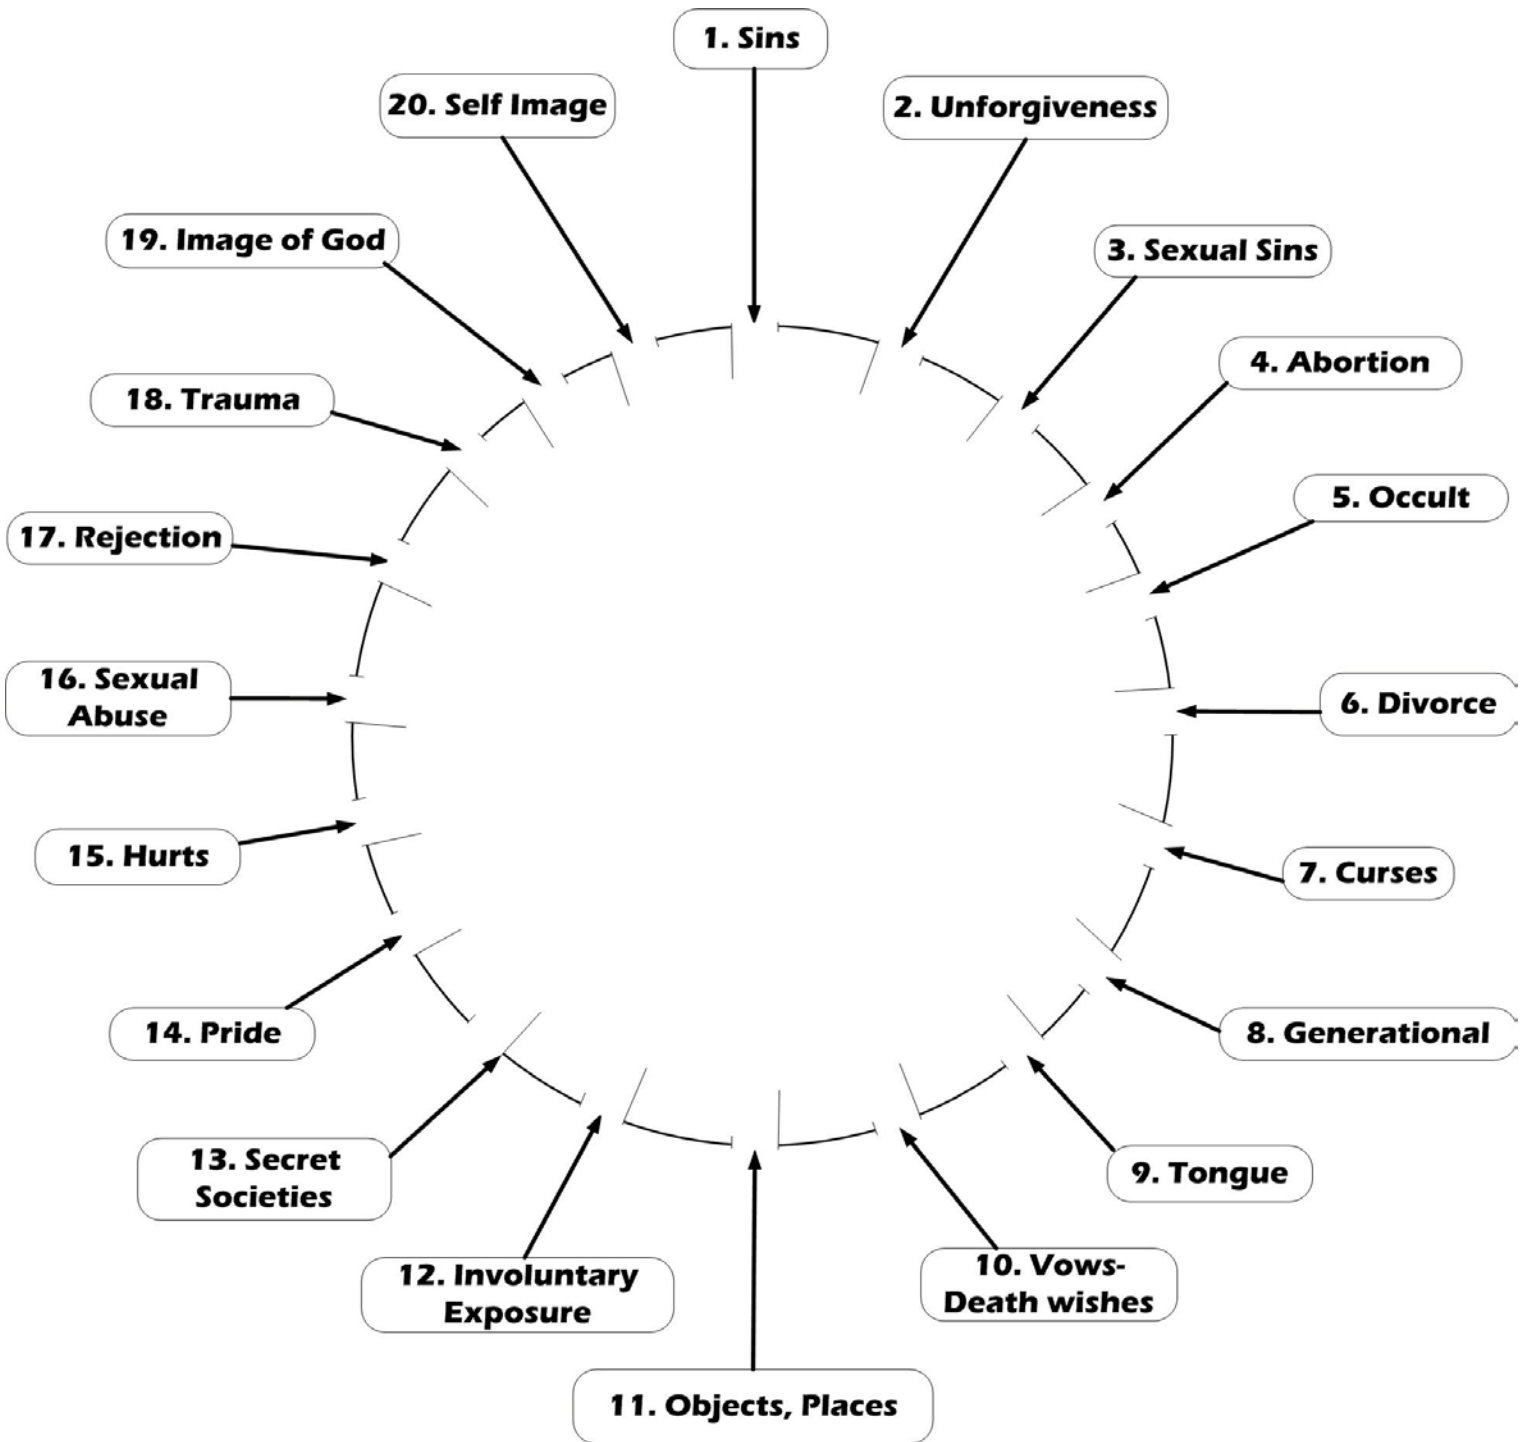 1. Sins
2. Unforgiveness
3. Sexual Sins
4. Abortion
5. Occult
6. Divorce
7. Curses
8. Generational
9. Tongue
10. Vows-
Death wishes
11. Objects, Places
12. Involuntary
Exposure
13. Secret
Societies
14. Pride
15. Hurts
16. Sexual
Abuse
17. Rejection
18. Trauma
19. Image of God
20. Self Image